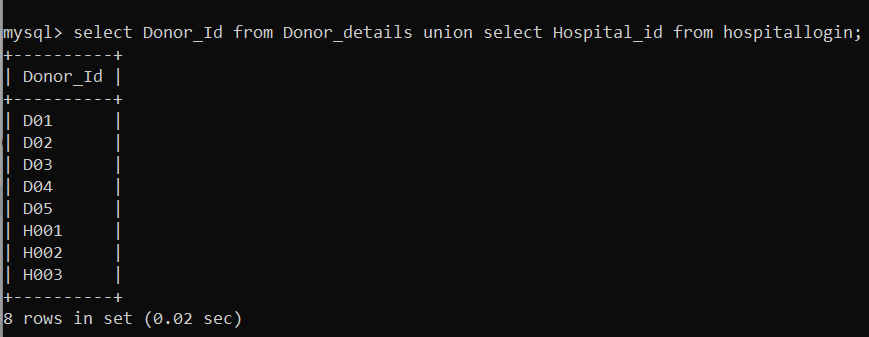 mysql> select Donor_Id from Donor_details union select Hospital_id from hospitallogin;
+----------+
| Donor_Id |
+----------+
| D01      |
| D02      |
| D03      |
| D04      |
| D05      |
| H001     |
| H002     |
| H003     |
+----------+
8 rows in set (0.02 sec)